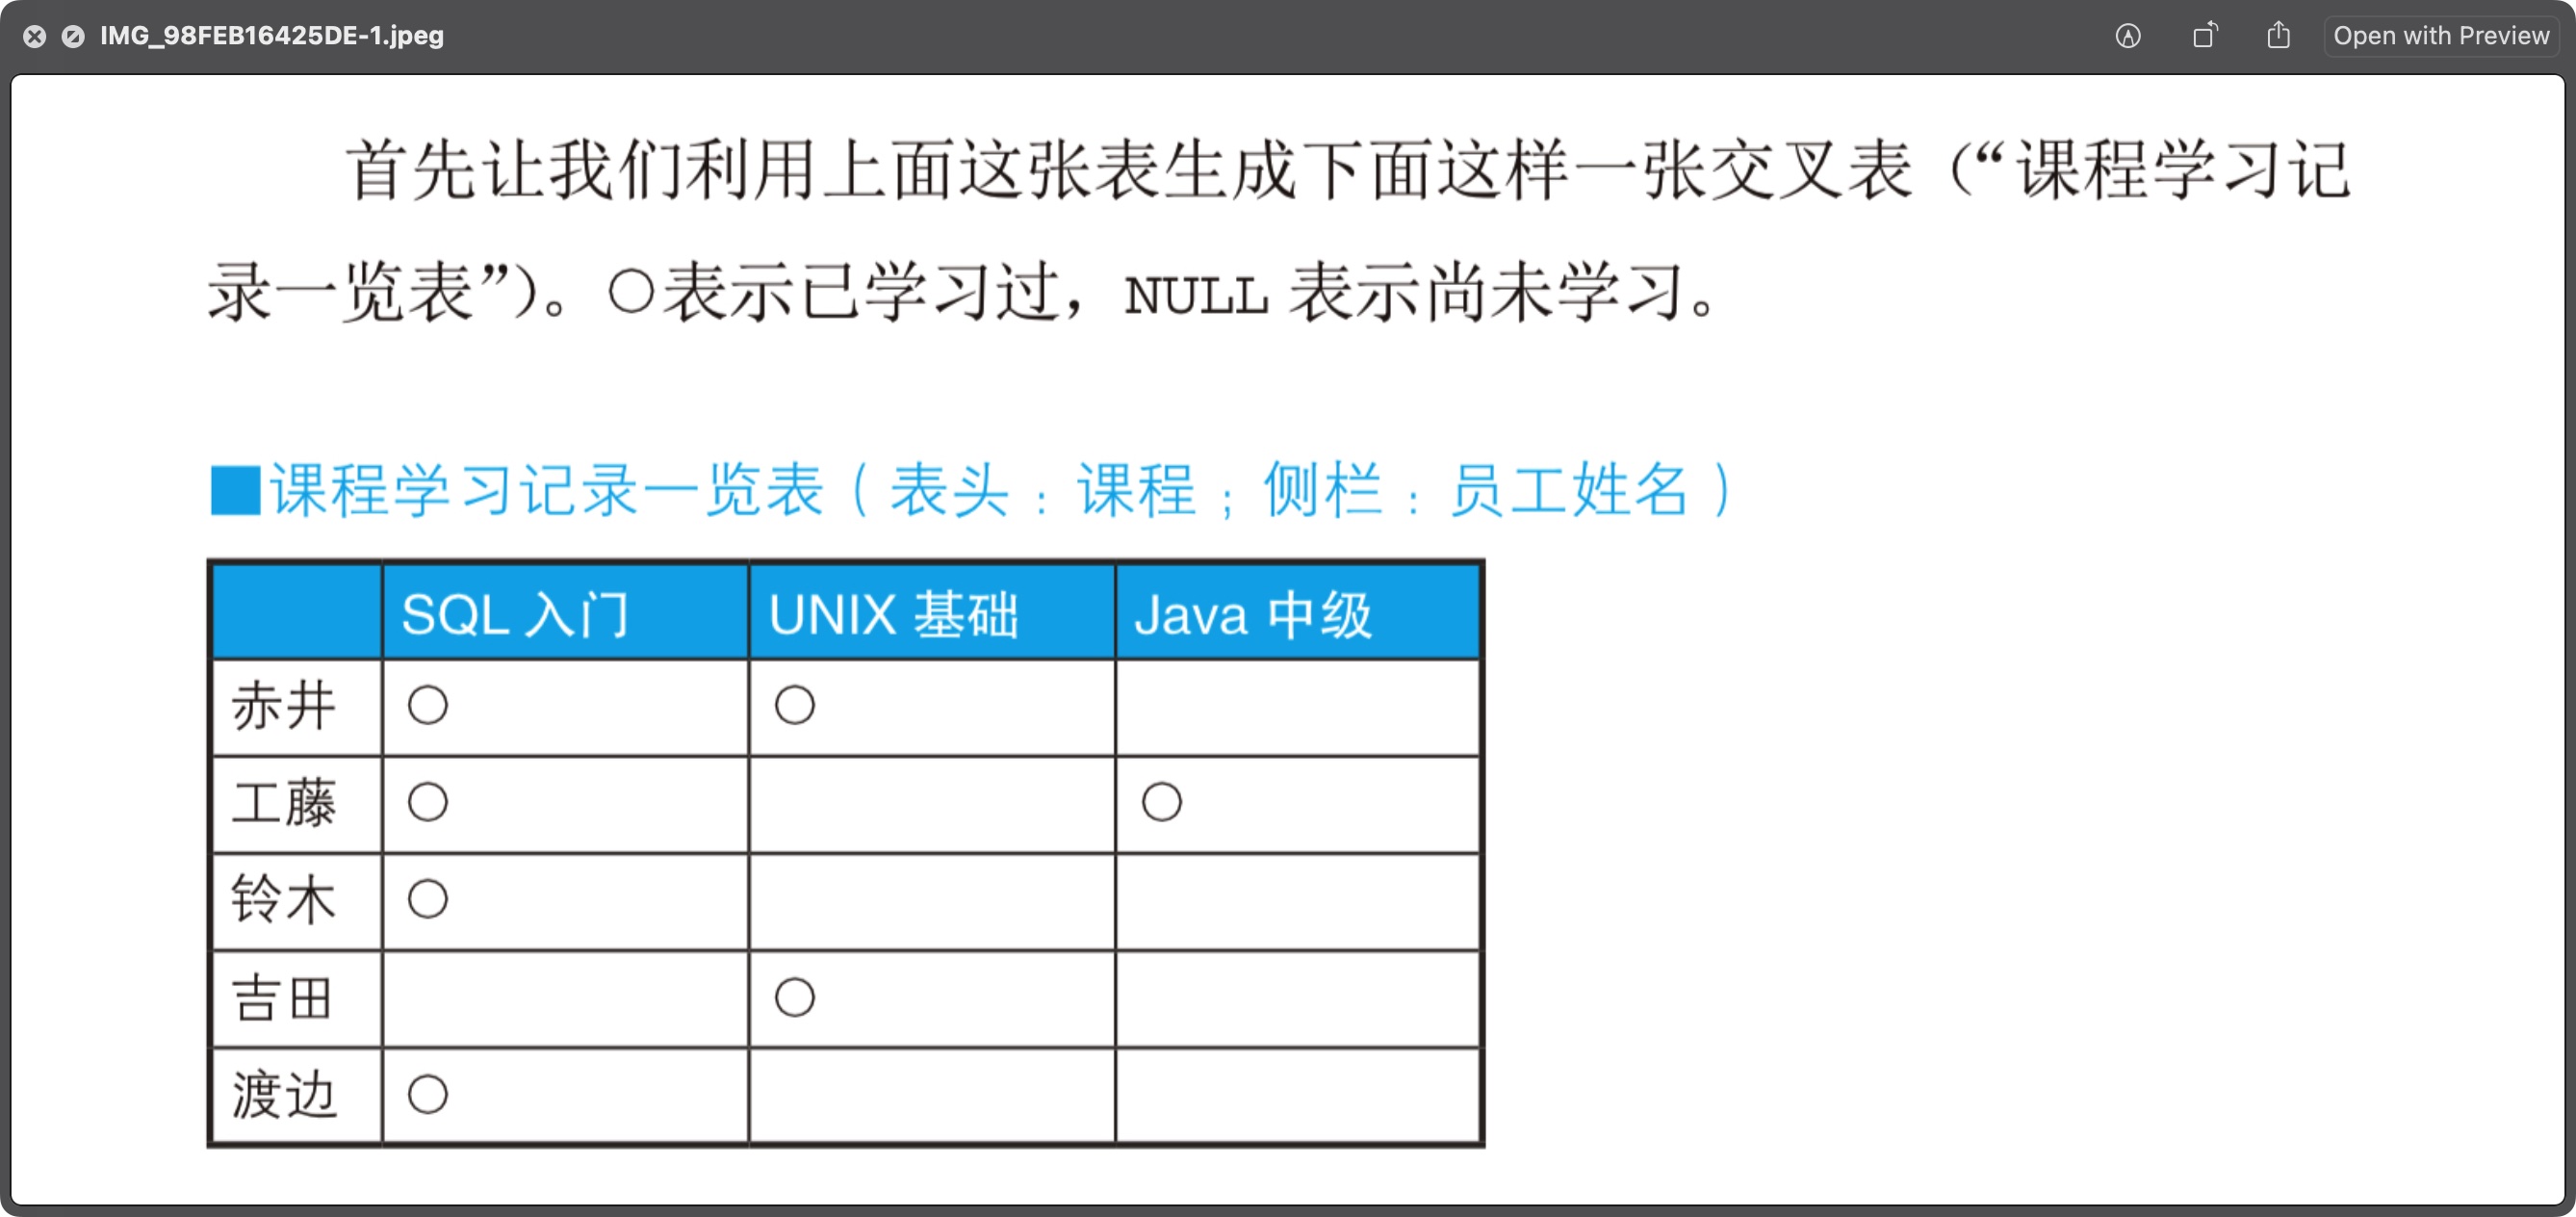 IMG_98FEB16425DE-1.jpeg
Open with Preview
首先让我们利用上面这张表生成下面这样一张交叉表（“课程学习记
录一览表”）。○表示已学习过，NULL 表示尚未学习。
■课程学习记录一览表（表头：课程；侧栏：员工姓名）
SQL 入门 UNIX 基础 Java 中级
赤井 ○ ○
工藤 ○ ○
铃木 ○
吉田 ○
渡边 ○